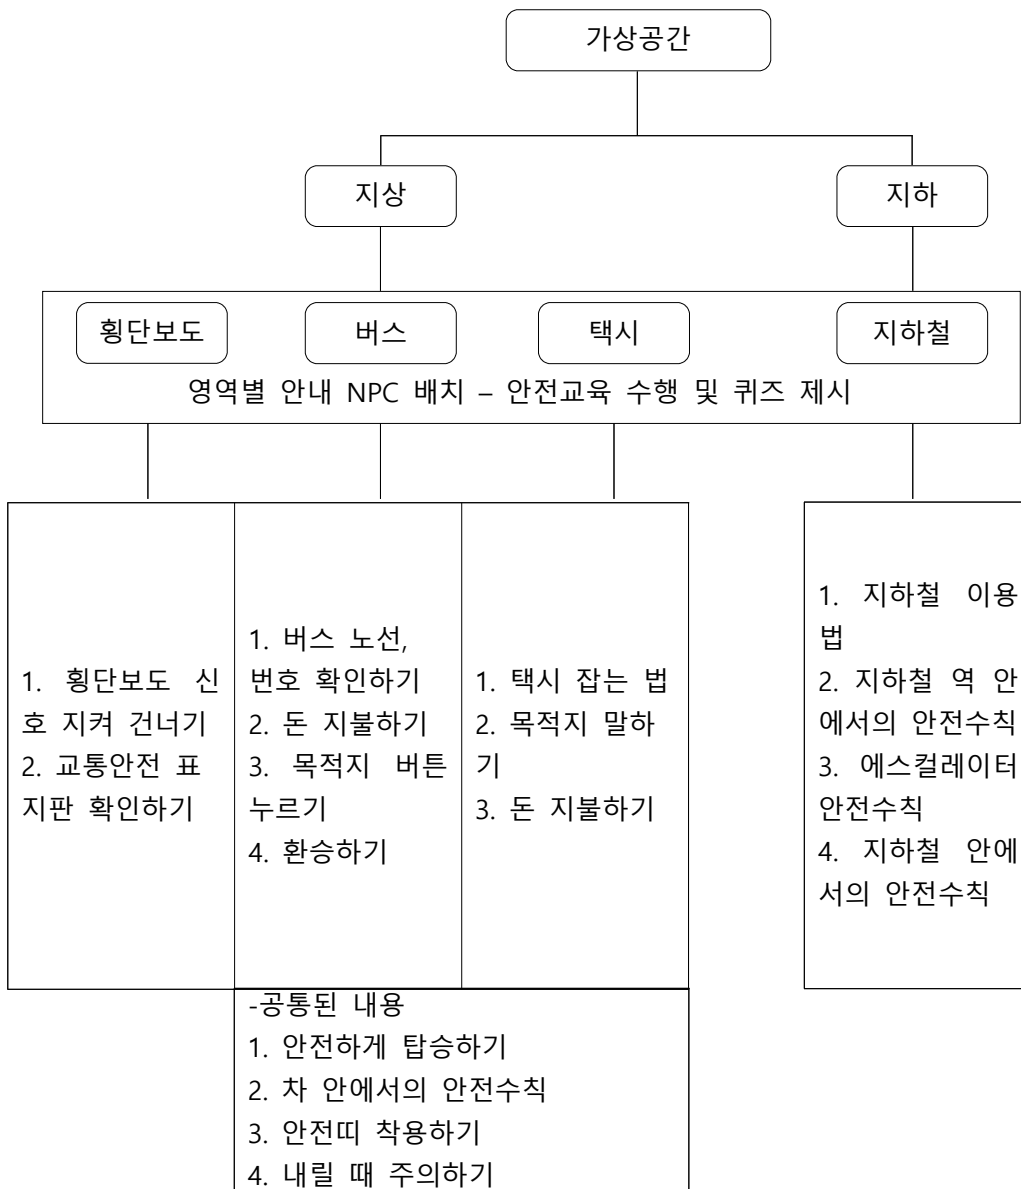 가상공간
지상
지하
횡단보도
버스
택시
지하철
영역별 안내 NPC 배치 – 안전교육 수행 및 퀴즈 제시
1. 횡단보도 신
호 지켜 건너기
2. 교통안전 표
지판 확인하기
1. 버스 노선,
번호 확인하기
2. 돈 지불하기
3. 목적지 버튼
누르기
4. 환승하기
1. 택시 잡는 법
2. 목적지 말하
기
3. 돈 지불하기
1. 지하철 이용
법
2. 지하철 역 안
에서의 안전수칙
3. 에스컬레이터
안전수칙
4. 지하철 안에
서의 안전수칙
-공통된 내용
1. 안전하게 탑승하기
2. 차 안에서의 안전수칙
3. 안전띠 착용하기
4. 내릴 때 주의하기